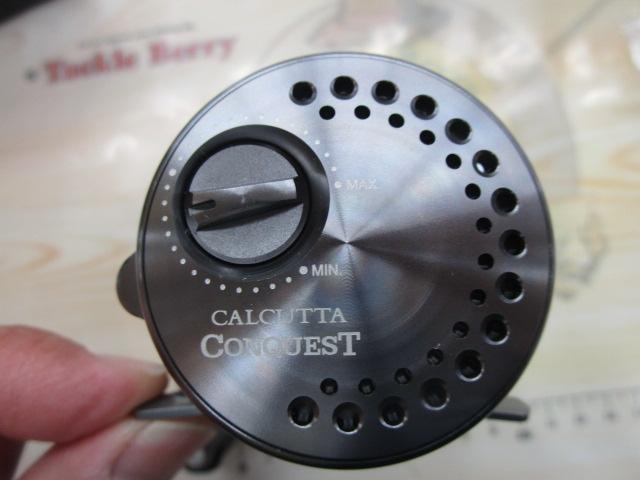 Tackle Berry
MAX.
MIN.
CALCUTTA
CONQUEST